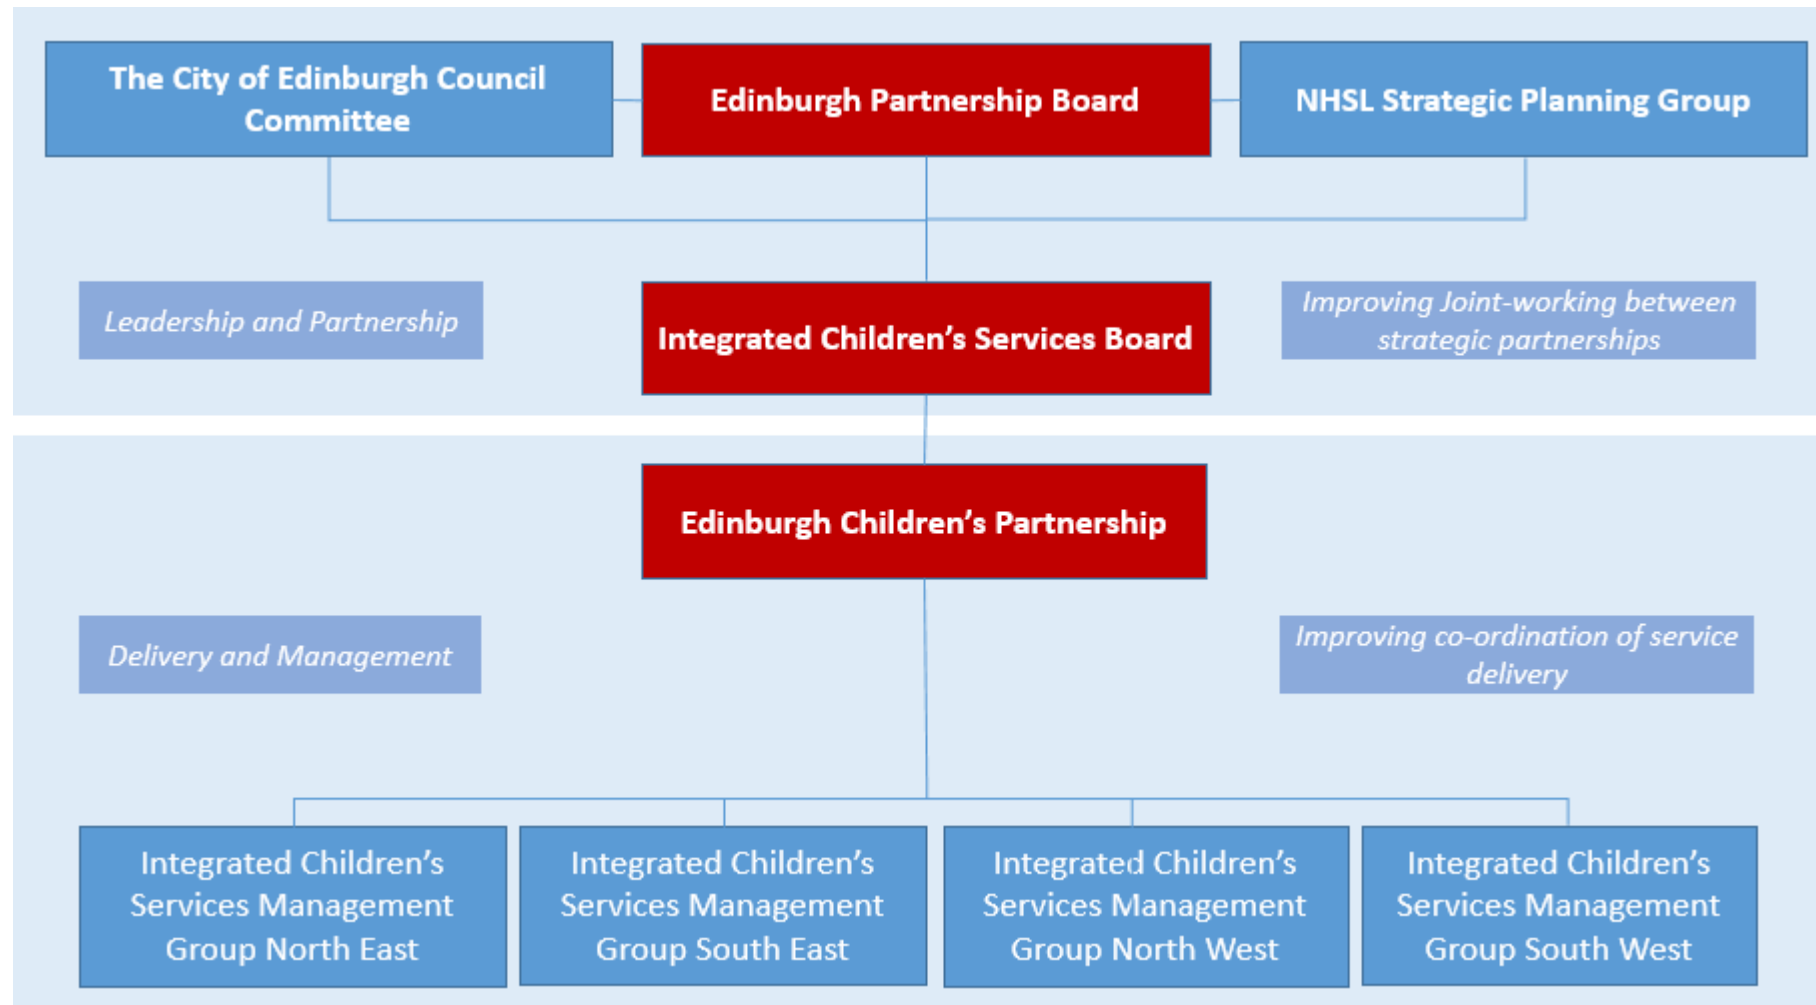 The City of Edinburgh Council
Committee
Edinburgh Partnership Board
NHSL Strategic Planning Group
Leadership and Partnership
Integrated Children’s Services Board
Improving Joint-working between
strategic partnerships
Edinburgh Children’s Partnership
Delivery and Management
Improving co-ordination of service
delivery
Integrated Children’s
Services Management
Group North East
Integrated Children’s
Services Management
Group South East
Integrated Children’s
Services Management
Group North West
Integrated Children’s
Services Management
Group South West